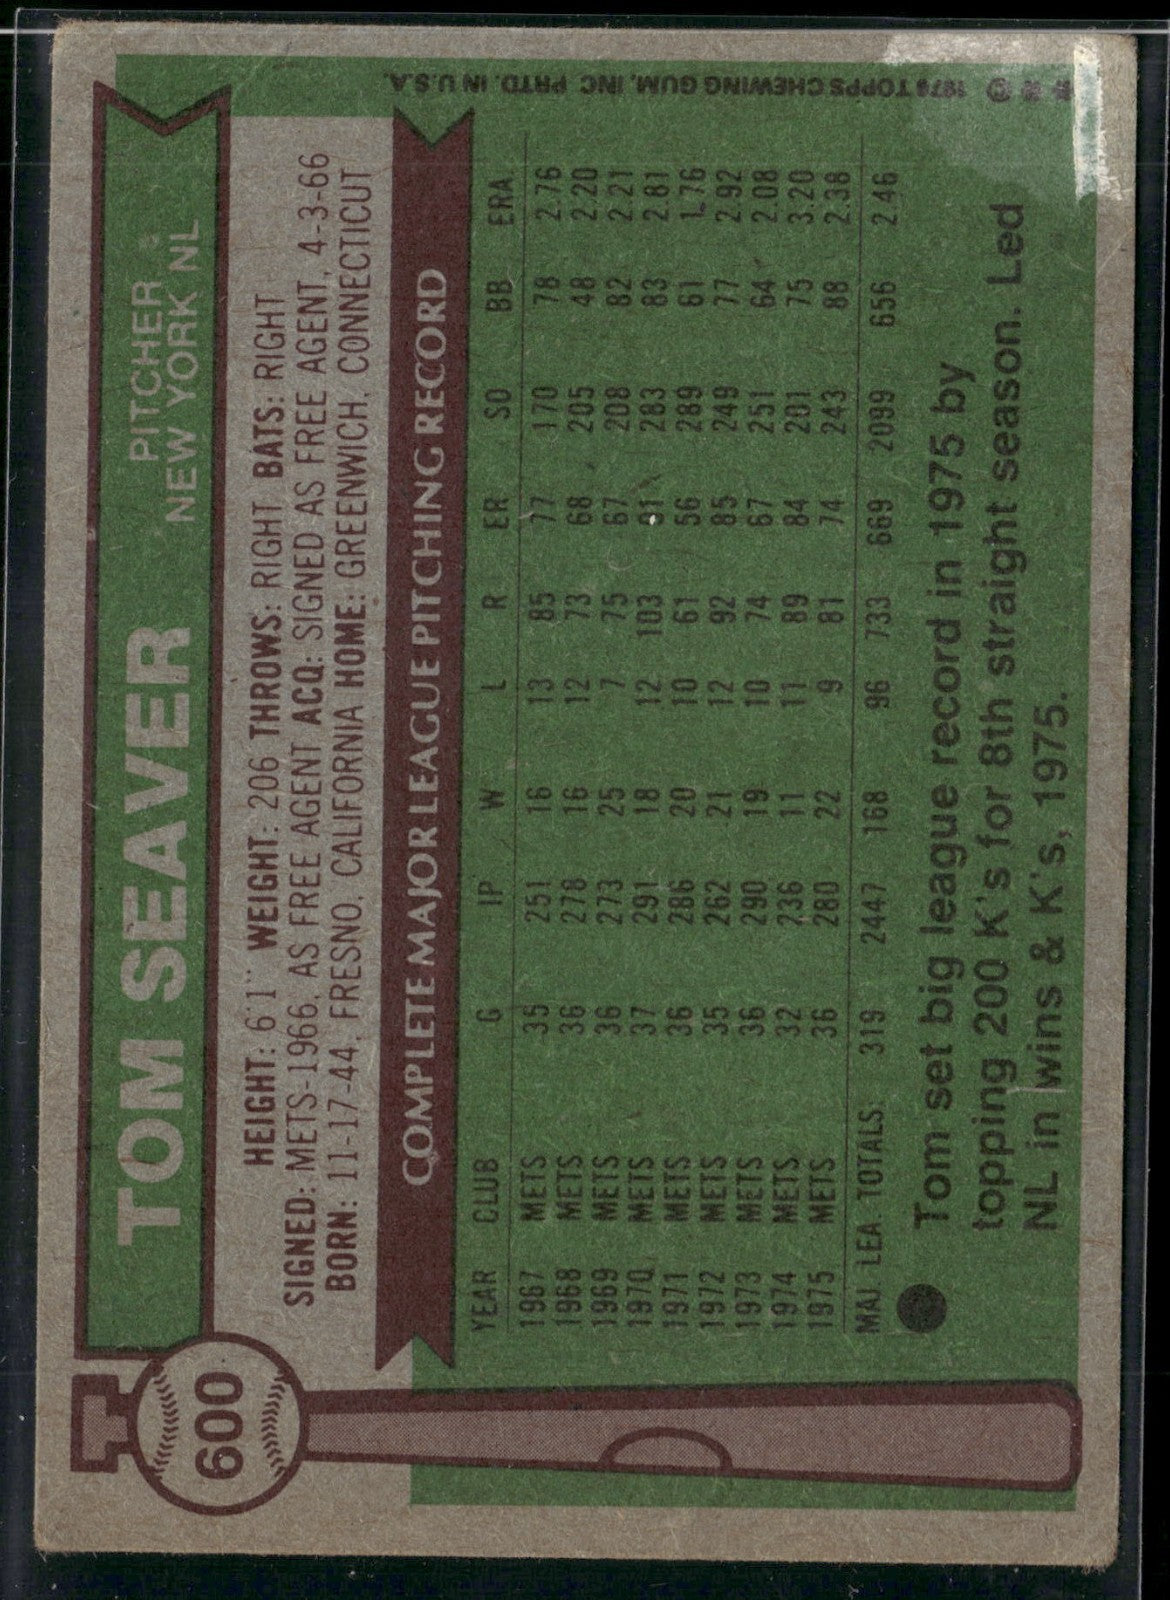 600
TOM SEAVER
PITCHER
NEW YORK NL
HEIGHT: 6'1" WEIGHT: 206 THROWS: RIGHT BATS: RIGHT
SIGNED: METS-1966, AS FREE AGENT ACQ: SIGNED AS FREE AGENT, 4-3-66
BORN: 11-17-44, FRESNO, CALIFORNIA HOME: GREENWICH, CONNECTICUT
COMPLETE MAJOR LEAGUE PITCHING RECORD
YEAR CLUB G IP W L R ER SO BB ERA
1967 METS 35 251 16 13 85 77 170 78 2.76
1968 METS 36 278 16 12 73 68 205 48 2.20
1969 METS 36 273 25 7 75 67 208 82 2.21
1970 METS 37 291 18 12 103 91 283 83 2.81
1971 METS 36 286 20 10 61 56 289 61 1.76
1972 METS 35 262 21 12 92 85 249 77 2.92
1973 METS 36 290 19 10 74 67 251 64 2.08
1974 METS 32 236 11 11 89 84 201 75 3.20
1975 METS 36 280 22 9 81 74 243 88 2.38
MAJ. LEA. TOTALS: 319 2447 168 96 733 669 2099 656 2.46
Tom set big league record in 1975 by
topping 200 K's for 8th straight season. Led
NL in wins & K's, 1975.
© 1976 TOPPS CHEWING GUM, INC. PRTD. IN U.S.A.